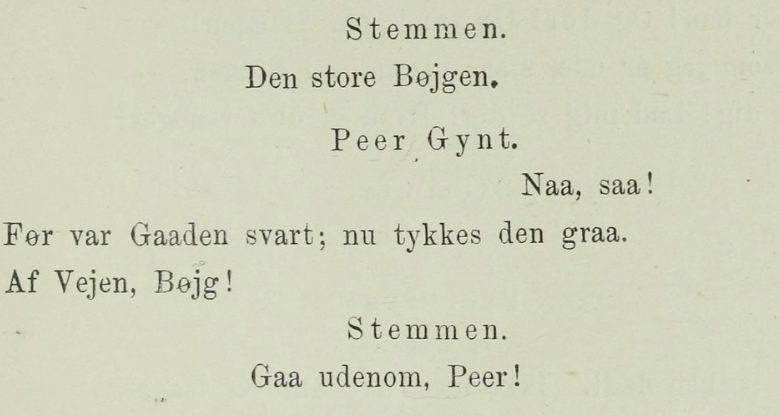 Stemmen.
Den store Bøjgen.
Peer Gynt.
Naa, saa!
Før var Gaaden svart; nu tykkes den graa.
Af Vejen, Bøjg!
Stemmen.
Gaa udenom, Peer!